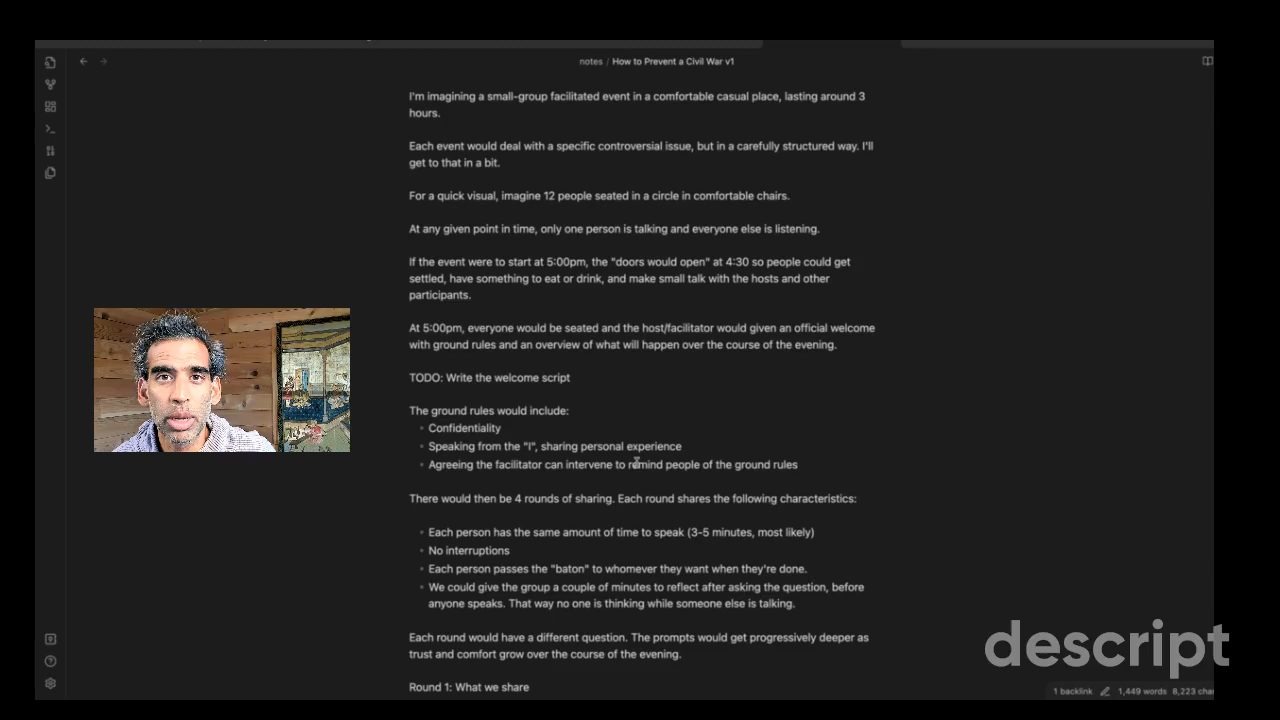 notes / How to Prevent a Civil War v1
I'm imagining a small-group facilitated event in a comfortable casual place, lasting around 3
hours.
Each event would deal with a specific controversial issue, but in a carefully structured way. I'll
get to that in a bit.
For a quick visual, imagine 12 people seated in a circle in comfortable chairs.
At any given point in time, only one person is talking and everyone else is listening.
If the event were to start at 5:00pm, the "doors would open" at 4:30 so people could get
settled, have something to eat or drink, and make small talk with the hosts and other
participants.
At 5:00pm, everyone would be seated and the host/facilitator would given an official welcome
with ground rules and an overview of what will happen over the course of the evening.
TODO: Write the welcome script
The ground rules would include:
• Confidentiality
• Speaking from the "I", sharing personal experience
• Agreeing the facilitator can intervene to remind people of the ground rules
There would then be 4 rounds of sharing. Each round shares the following characteristics:
• Each person has the same amount of time to speak (3-5 minutes, most likely)
• No interruptions
• Each person passes the "baton" to whomever they want when they're done.
• We could give the group a couple of minutes to reflect after asking the question, before
anyone speaks. That way no one is thinking while someone else is talking.
Each round would have a different question. The prompts would get progressively deeper as
trust and comfort grow over the course of the evening.
Round 1: What we share
descript
1 backlink 1,449 words 8,223 cha